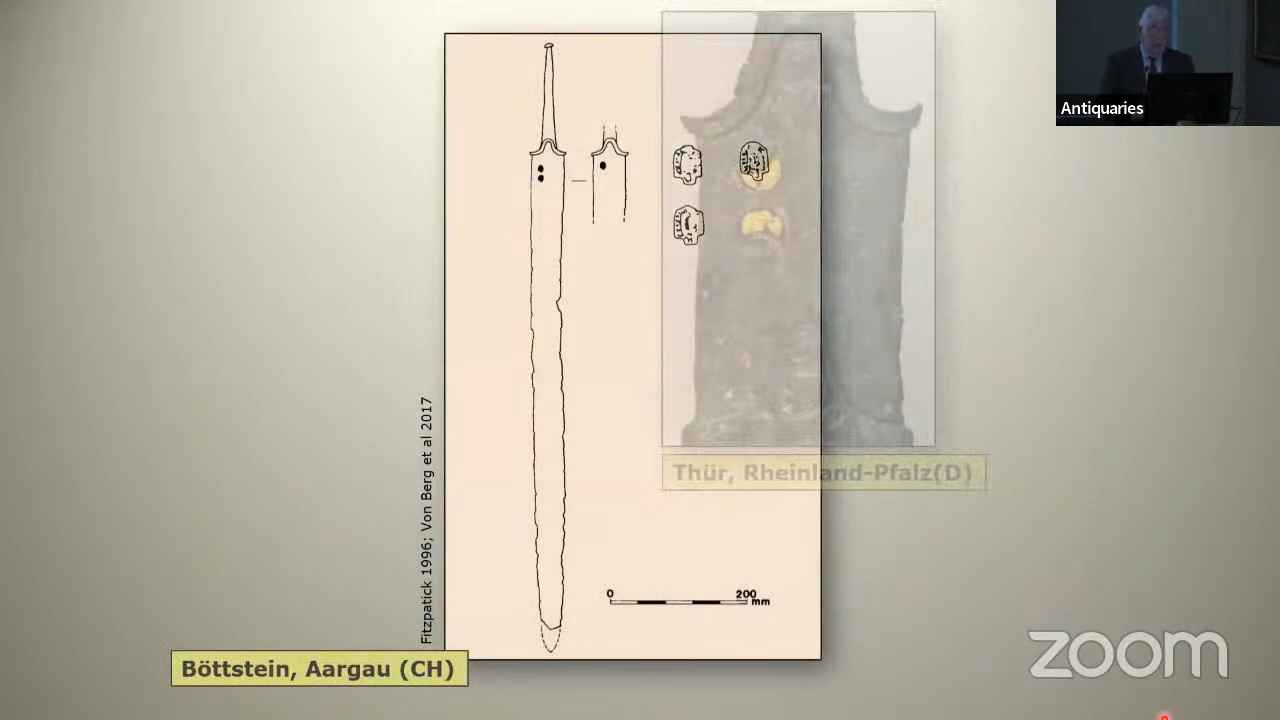 Antiquaries
Fitzpatick 1996; Von Berg et al 2017
Thür, Rheinland-Pfalz(D)
0 200
mm
Böttstein, Aargau (CH)
zoom